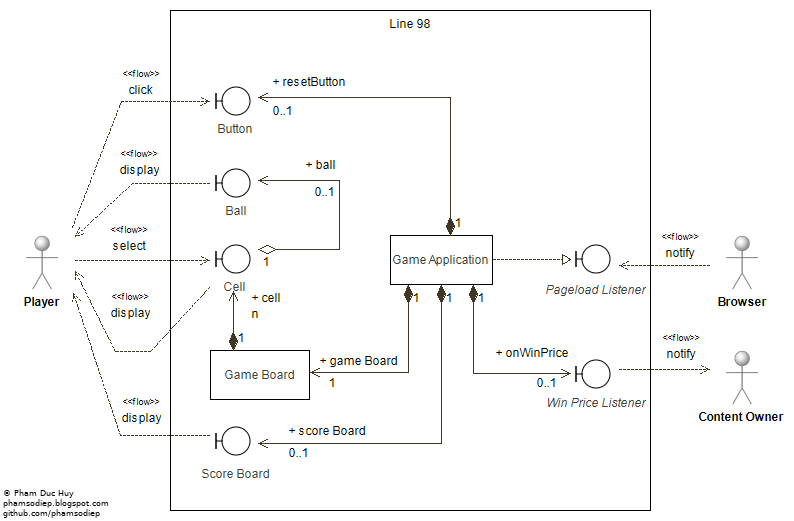 Line 98
<<flow>>
click
+ resetButton
0..1
Button
<<flow>>
display
+ ball
0..1
Ball
<<flow>>
select
1
Cell
1
Game Application
1
1
1
Pageload Listener
<<flow>>
notify
Browser
Player
<<flow>>
display
+ cell
n
1
Game Board
+ game Board
1
+ onWinPrice
0..1
Win Price Listener
<<flow>>
notify
Content Owner
<<flow>>
display
+ score Board
0..1
Score Board
© Pham Duc Huy
phamsodiep.blogspot.com
github.com/phamsodiep